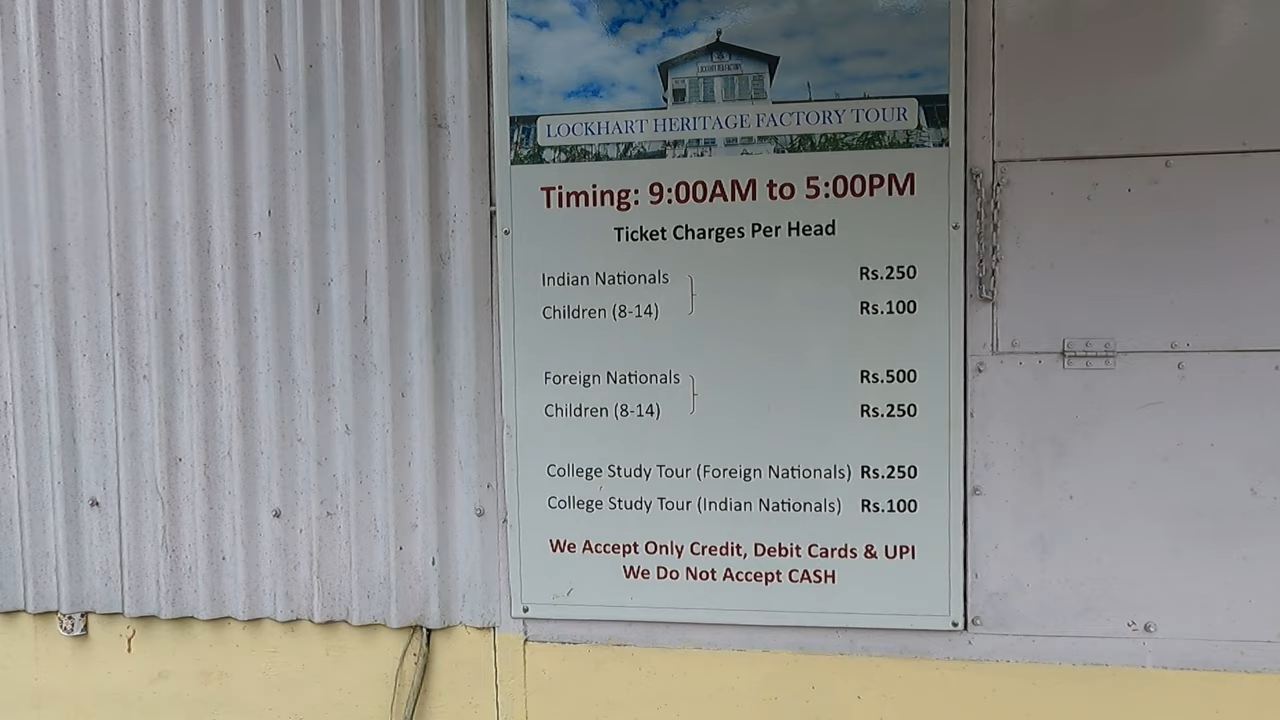 LOCKHART HERITAGE FACTORY TOUR
Timing: 9:00AM to 5:00PM
Ticket Charges Per Head
Indian Nationals Rs.250
Children (8-14) Rs.100
Foreign Nationals Rs.500
Children (8-14) Rs.250
College Study Tour (Foreign Nationals) Rs.250
College Study Tour (Indian Nationals) Rs.100
We Accept Only Credit, Debit Cards & UPI
We Do Not Accept CASH